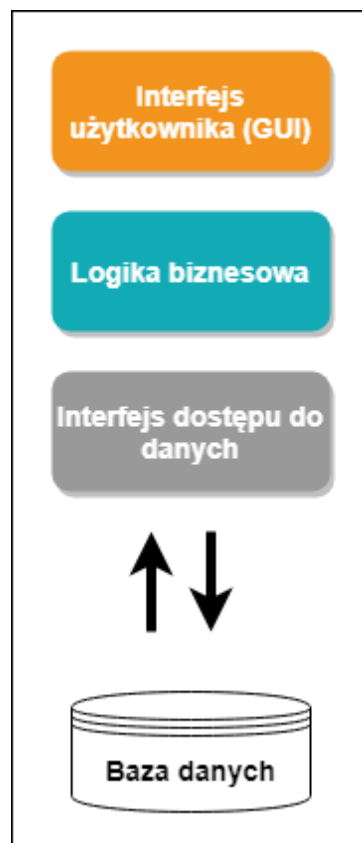 Interfejs
użytkownika (GUI)
Logika biznesowa
Interfejs dostępu do
danych
Baza danych